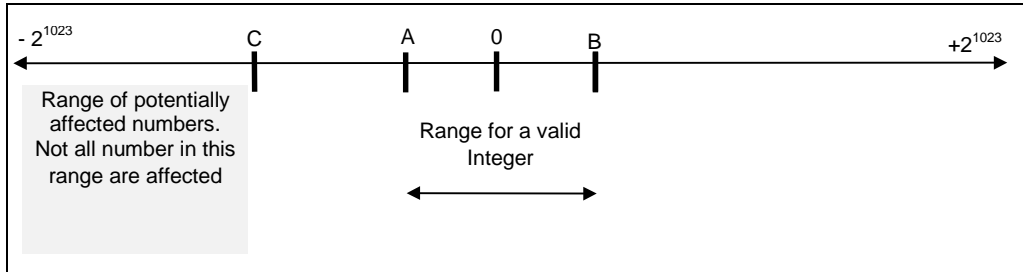 - 2^1023 C A 0 B +2^1023
Range of potentially
affected numbers.
Not all number in this
range are affected
Range for a valid
Integer